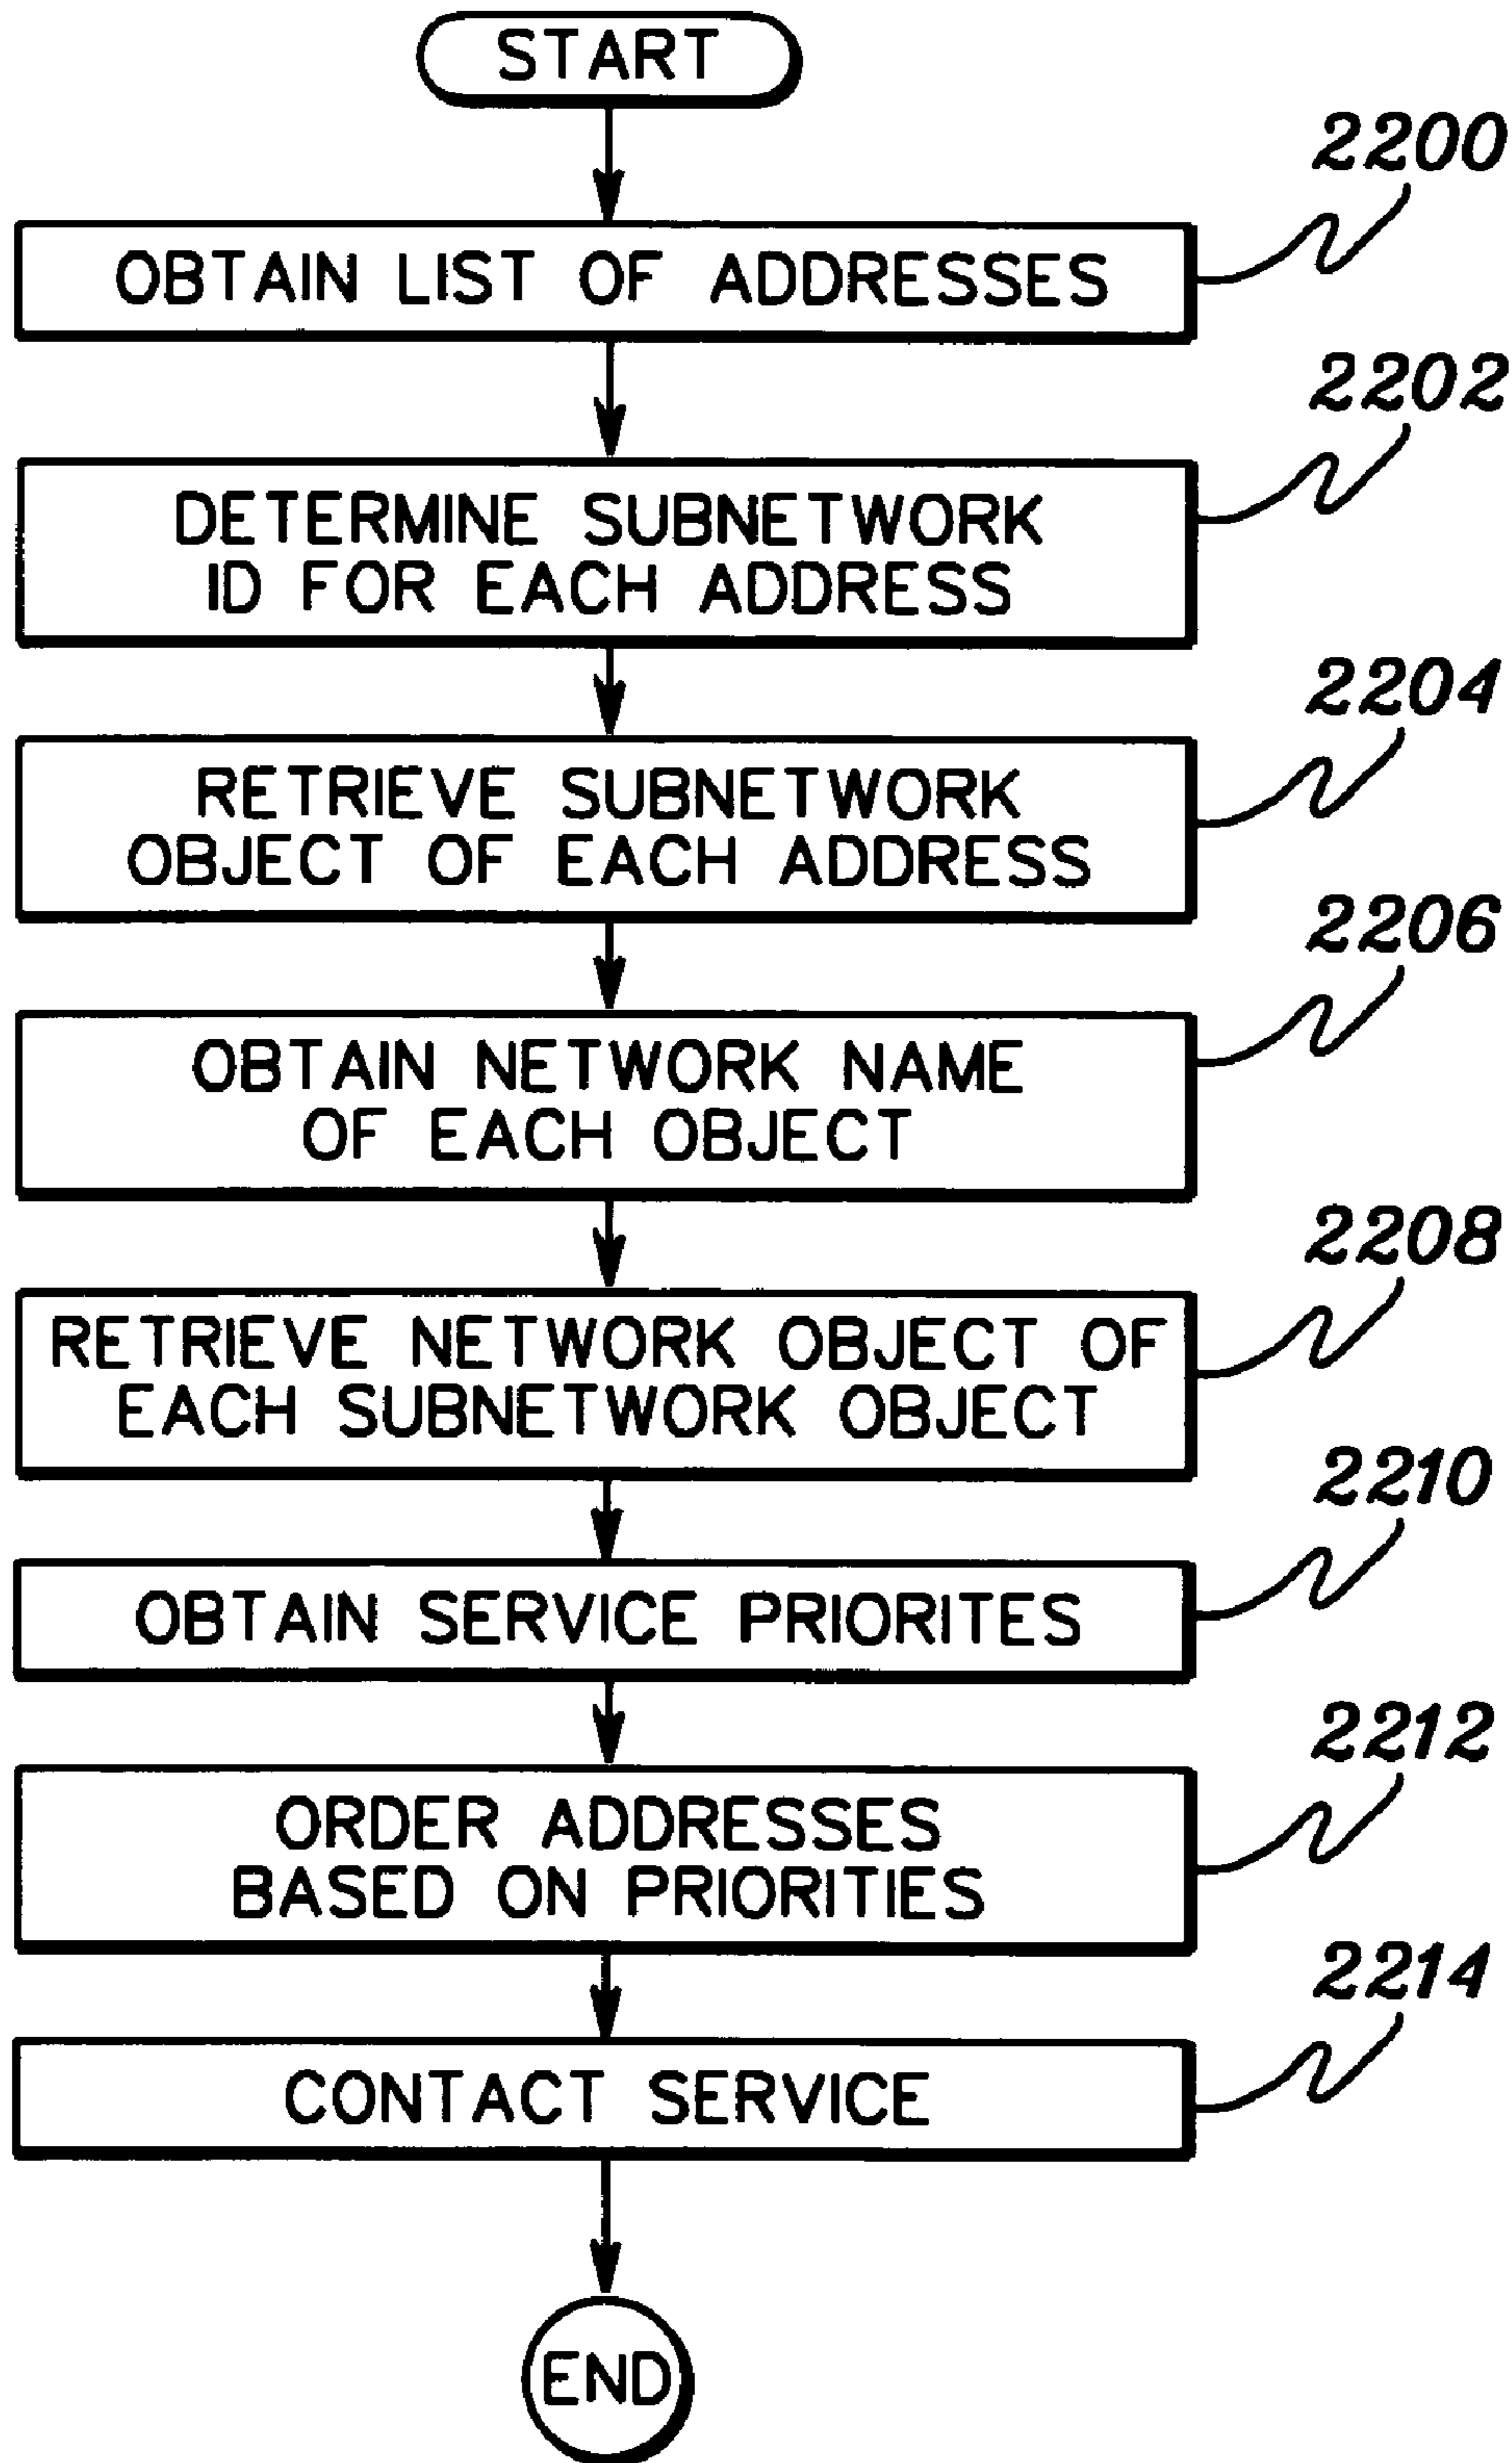 START
2200
OBTAIN LIST OF ADDRESSES
2202
DETERMINE SUBNETWORK
ID FOR EACH ADDRESS
2204
RETRIEVE SUBNETWORK
OBJECT OF EACH ADDRESS
2206
OBTAIN NETWORK NAME
OF EACH OBJECT
2208
RETRIEVE NETWORK OBJECT OF
EACH SUBNETWORK OBJECT
2210
OBTAIN SERVICE PRIORITES
2212
ORDER ADDRESSES
BASED ON PRIORITIES
2214
CONTACT SERVICE
END